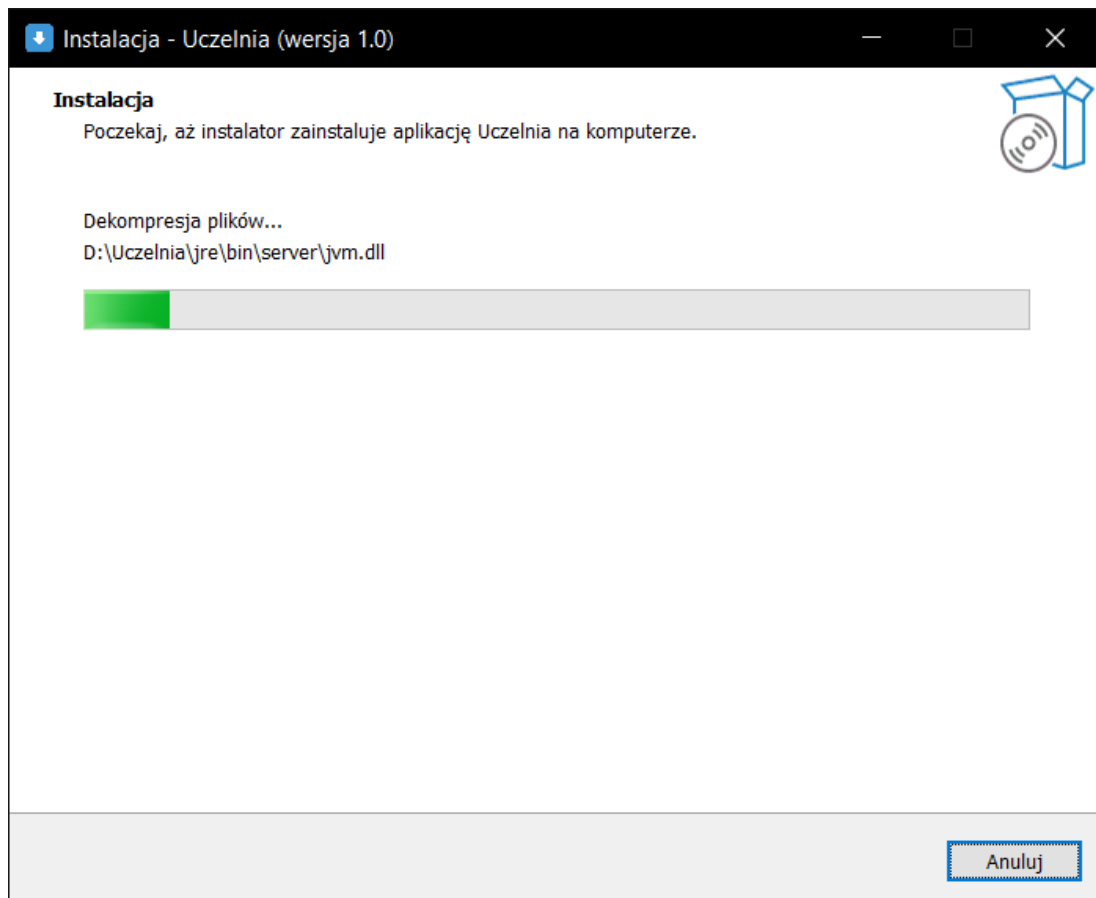 Instalacja - Uczelnia (wersja 1.0)
Instalacja
Poczekaj, aż instalator zainstaluje aplikację Uczelnia na komputerze.
Dekompresja plików...
D:\Uczelnia\jre\bin\server\jvm.dll
Anuluj